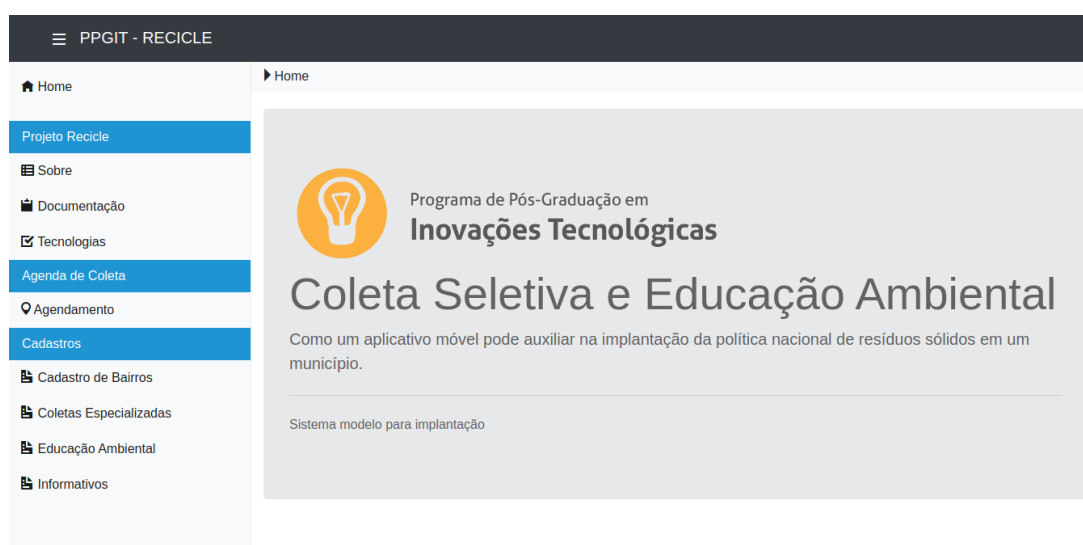 PPGIT - RECICLE
Home
Projeto Recicle
Sobre
Documentação
Tecnologias
Agenda de Coleta
Agendamento
Cadastros
Cadastro de Bairros
Coletas Especializadas
Educação Ambiental
Informativos
Home
Programa de Pós-Graduação em
Inovações Tecnológicas
Coleta Seletiva e Educação Ambiental
Como um aplicativo móvel pode auxiliar na implantação da política nacional de resíduos sólidos em um
município.
Sistema modelo para implantação